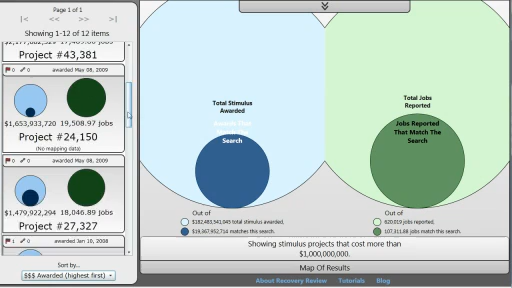 Page 1 of 1
|< << >> >|
Showing 1-12 of 12 items
Project #43,381
0 0 awarded May 08, 2009
$1,653,933,720 19,508.97 Jobs
Project #24,150
(No mapping data)
0 0 awarded May 08, 2009
$1,479,922,294 18,046.89 Jobs
Project #27,327
1 0 awarded Jan 10, 2008
Sort by...
$$$ Awarded (highest first)
Total Stimulus
Awarded
Search
Total Jobs
Reported
Jobs Reported
That Match The
Search
Out of
$182,483,541,045 total stimulus awarded,
$19,367,952,714 matches this search.
Out of
620,019 jobs reported,
107,311.88 jobs match this search.
Showing stimulus projects that cost more than
$1,000,000,000.
Map Of Results
About Recovery Review Tutorials Blog